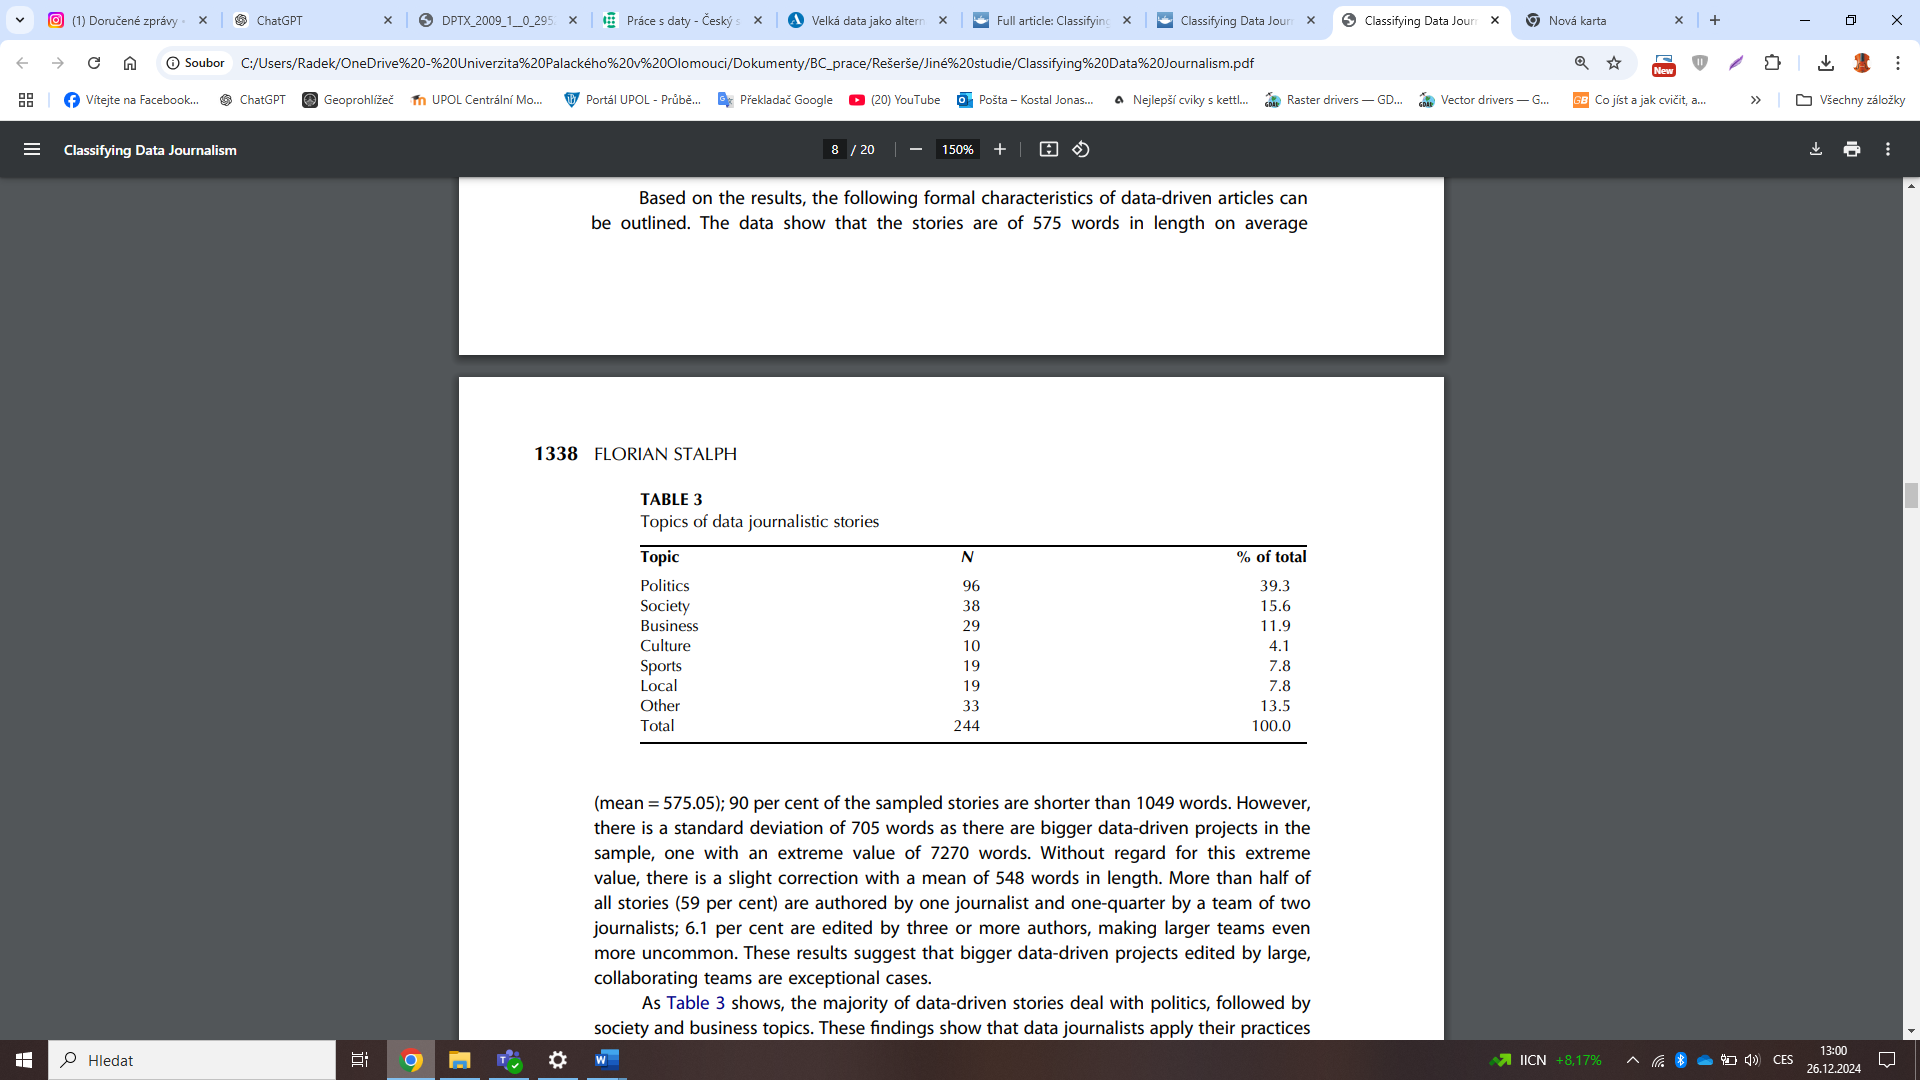 (1) Doručené zprávy
ChatGPT
DPTX_2009_1__0_295
Práce s daty - Český
Velká data jako altern
Full article: Classifying
Classifying Data Jour
Classifying Data Jour
Nová karta
Soubor
C:/Users/Radek/OneDrive%20-%20Univerzita%20Palackého%20v%20Olomouci/Dokumenty/BC_prace/Rešerše/Jiné%20studie/Classifying%20Data%20Journalism.pdf
New
Vítejte na Facebook...
ChatGPT
Geoprohlížeč
UPOL Centrální Mo...
Portál UPOL - Průbě...
Překladač Google
(20) YouTube
Pošta – Kostal Jonas...
Nejlepší cviky s kettl...
Raster drivers — GD...
Vector drivers — G...
Co jíst a jak cvičit, a...
Všechny záložky
Classifying Data Journalism
8 / 20
150%
Based on the results, the following formal characteristics of data-driven articles can
be outlined. The data show that the stories are of 575 words in length on average
1338 FLORIAN STALPH
TABLE 3
Topics of data journalistic stories
Topic N % of total
Politics 96 39.3
Society 38 15.6
Business 29 11.9
Culture 10 4.1
Sports 19 7.8
Local 19 7.8
Other 33 13.5
Total 244 100.0
(mean = 575.05); 90 per cent of the sampled stories are shorter than 1049 words. However,
there is a standard deviation of 705 words as there are bigger data-driven projects in the
sample, one with an extreme value of 7270 words. Without regard for this extreme
value, there is a slight correction with a mean of 548 words in length. More than half of
all stories (59 per cent) are authored by one journalist and one-quarter by a team of two
journalists; 6.1 per cent are edited by three or more authors, making larger teams even
more uncommon. These results suggest that bigger data-driven projects edited by large,
collaborating teams are exceptional cases.
As Table 3 shows, the majority of data-driven stories deal with politics, followed by
society and business topics. These findings show that data journalists apply their practices
Hledat
IICN +8,17%
CES
13:00
26.12.2024